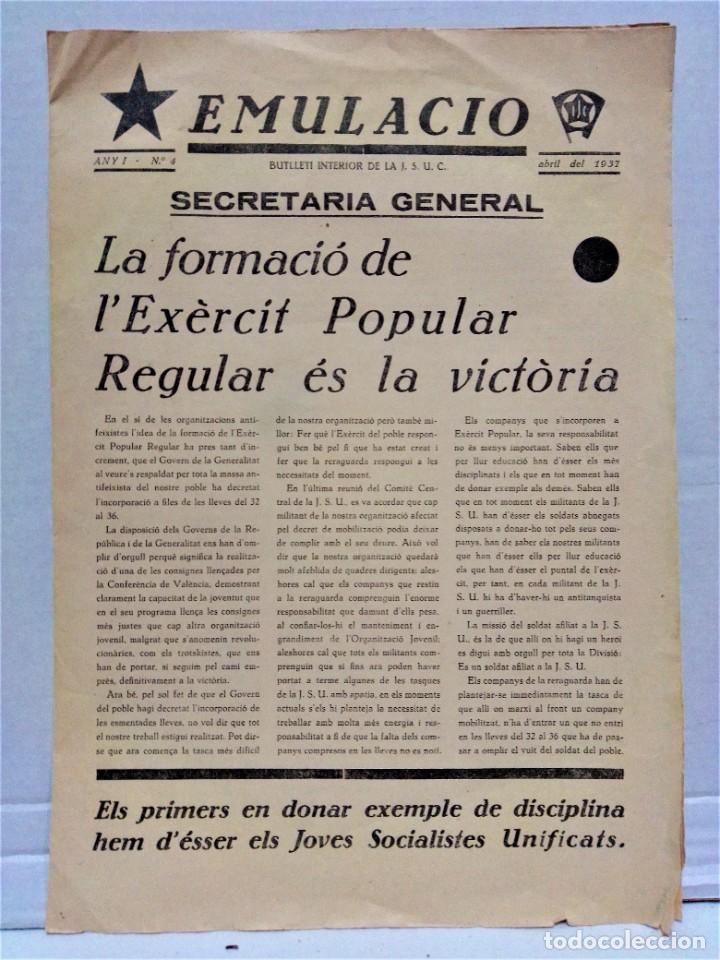 EMULACIO
ANY I - N.º 4
BUTLLETI INTERIOR DE LA J. S. U. C.
abril del 1937
SECRETARIA GENERAL
La formació de
l'Exèrcit Popular
Regular és la victòria
En el si de les organitzacions anti-
feixistes l'idea de la formació de l'Exèr-
cit Popular Regular ha pres tant d'in-
crement, que el Govern de la Generalitat
al veure's respaldat per tota la massa an-
tifeixista del nostre poble ha decretat
l'incorporació a files de les lleves del 32
al 36.
La disposició dels Governs de la Re-
pública i de la Generalitat ens han d'om-
plir d'orgull perquè significa la realitza-
ció d'una de les consignes llençades per
la Conferència de València, demostrant
clarament la capacitat de la joventut que
en el seu programa llença les consignes
més justes que cap altra organització
jovenil, malgrat que s'anomenin revolu-
cionàries, com els trotskistes, que ens
han de portar, si seguim pel camí em-
près, definitivament a la victòria.
Ara bé, pel sol fet de que el Govern
del poble hagi decretat l'incorporació de
les esmentades lleves, no vol dir que tot
el nostre treball estigui realitzat. Pot dir-
se que ara comença la tasca més difícil
de la nostra organització però també mi-
llor: Fer què l'Exèrcit del poble respon-
gui ben bé pel fi que ha estat creat i
fer que la reraguarda respongui a les
necessitats del moment.
En l'última reunió del Comitè Cen-
tral de la J. S. U., es va acordar que cap
militant de la nostra organització afectat
pel decret de mobilització podia deixar
de complir amb el seu deure. Això vol
dir que la nostra organització quedarà
molt afeblida de quadres dirigents: ales-
hores cal que els companys que restin
a la reraguarda comprenguin l'enorme
responsabilitat que damunt d'ells pesa,
al confiar-los-hi el manteniment i en-
grandiment de l'Organització Jovenil;
aleshores cal que tots els militants com-
prenguin que si fins ara poden haver
portat a terme algunes de les tasques
de la J. S. U. amb apatia, en els moments
actuals s'els hi planteja la necessitat de
treballar amb molta més energia i res-
ponsabilitat a fi de que la falta dels com-
panys compresos en les lleves no es noti.
Els companys que s'incorporen a
Exèrcit Popular, la seva responsabilitat
no és menys important. Saben ells que
per llur educació han d'ésser els més
disciplinats i els que en tot moment han
de donar exemple als demés. Saben ells
que en tot moment els militants de la J.
S. U. han d'ésser els soldats abnegats
disposats a donar-ho tot pels seus com-
panys, han de saber els nostres militants
que han d'ésser ells per llur educació
els que han d'ésser el puntal de l'exèr-
cit, per tant, en cada militant de la J.
S. U. hi ha d'haver-hi un antitanquista
i un guerriller.
La missió del soldat afiliat a la J. S.
U., és la de que allí on hi hagi un heroi
es digui amb orgull per tota la Divisió:
Es un soldat afiliat a la J. S. U.
Els companys de la reraguarda han de
plantejar-se immediatament la tasca de
que allí on marxi al front un company
mobilitzat, n'ha d'entrar un que no entri
en les lleves del 32 al 36 que ha de pas-
sar a omplir el vuit del soldat del poble.
Els primers en donar exemple de disciplina
hem d'ésser els Joves Socialistes Unificats.
todocoleccion